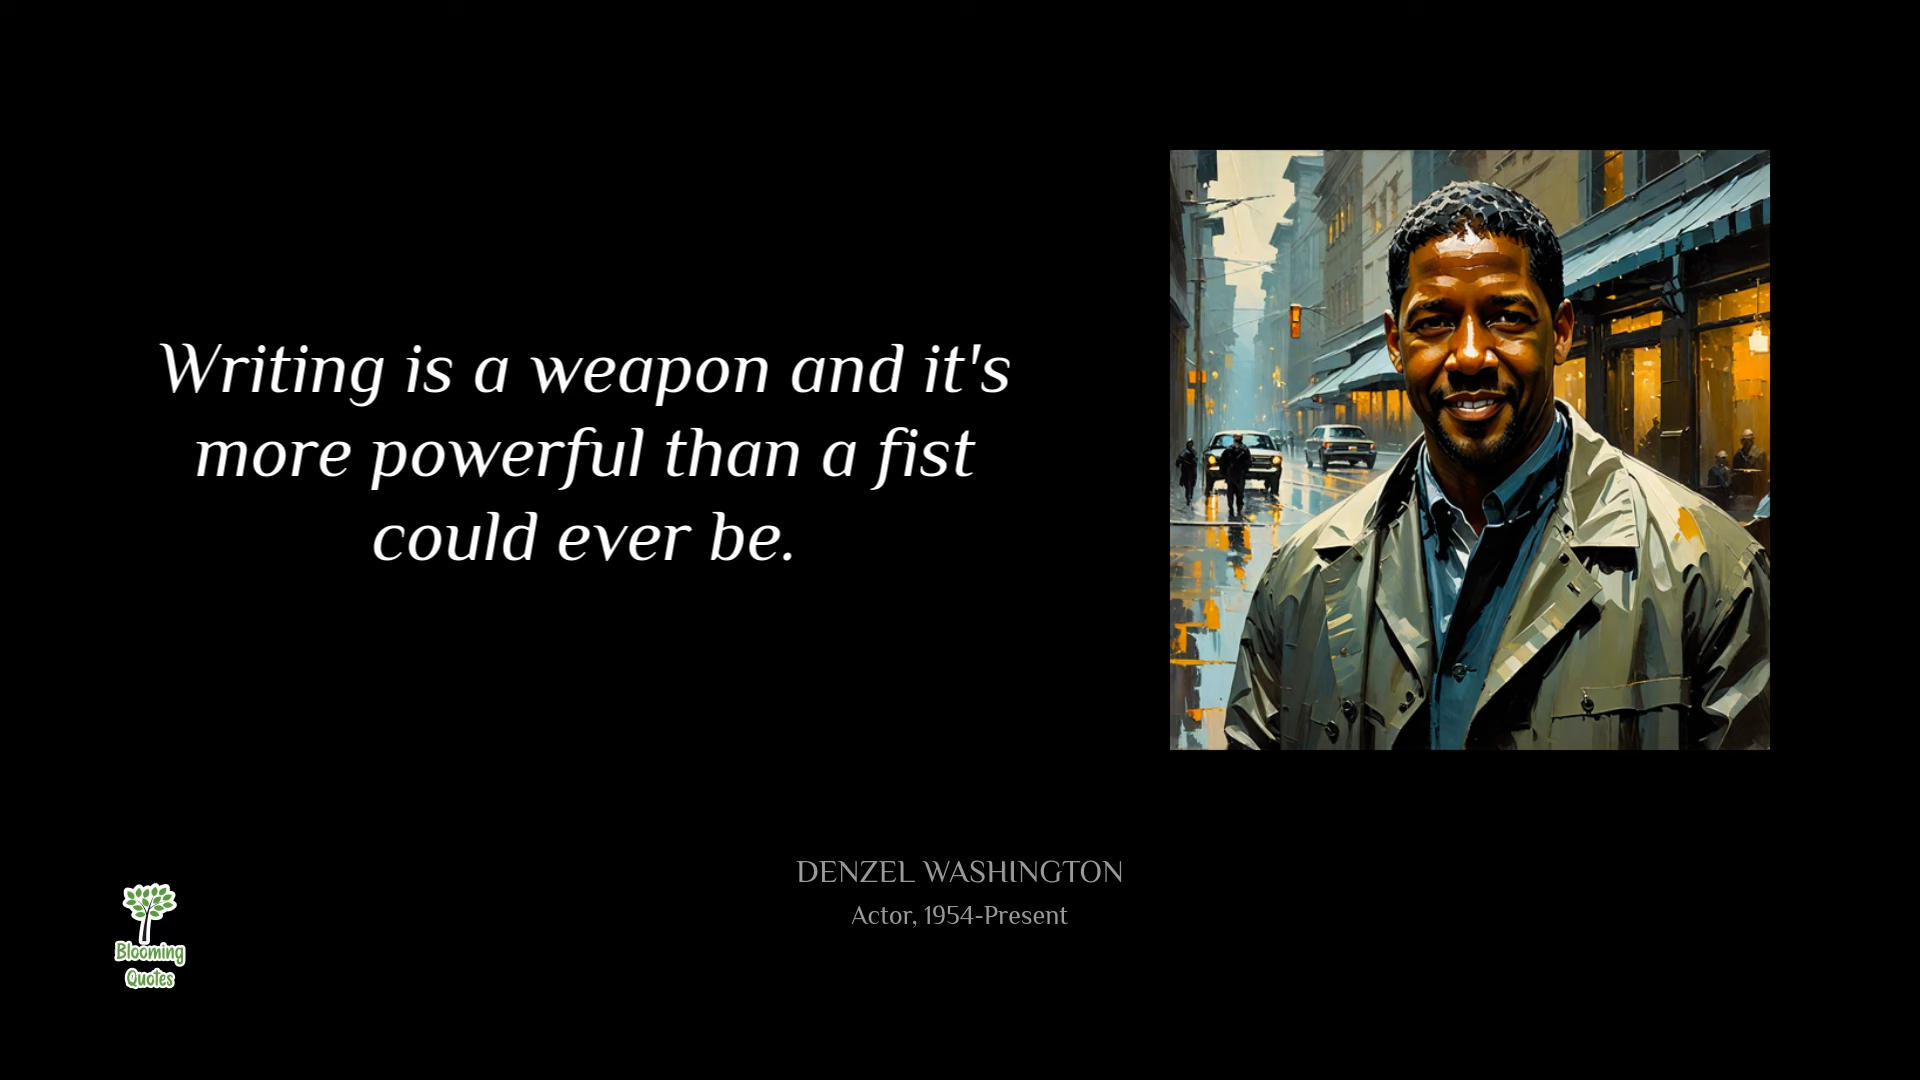 Writing is a weapon and it's
more powerful than a fist
could ever be.
DENZEL WASHINGTON
Actor, 1954-Present
Blooming
Quotes